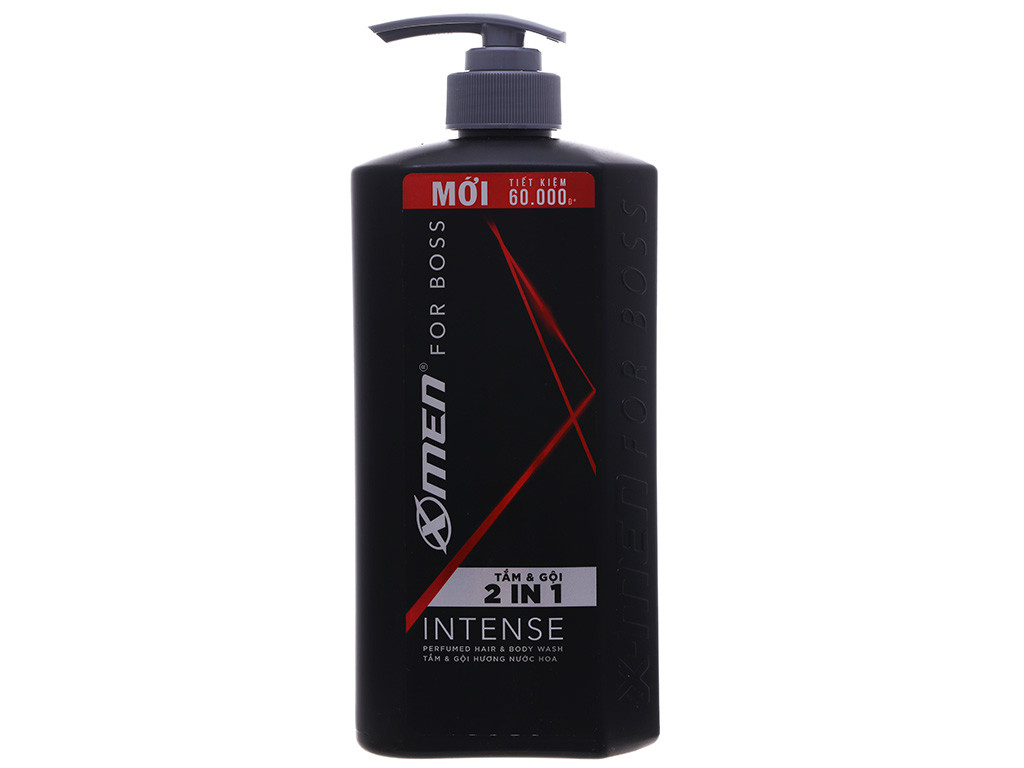 MỚI
TIẾT KIỆM
60.000Đ*
XMEN® FOR BOSS
X-MEN FOR BOSS
TẮM & GỘI
2 IN 1
INTENSE
PERFUMED HAIR & BODY WASH
TẮM & GỘI HƯƠNG NƯỚC HOA